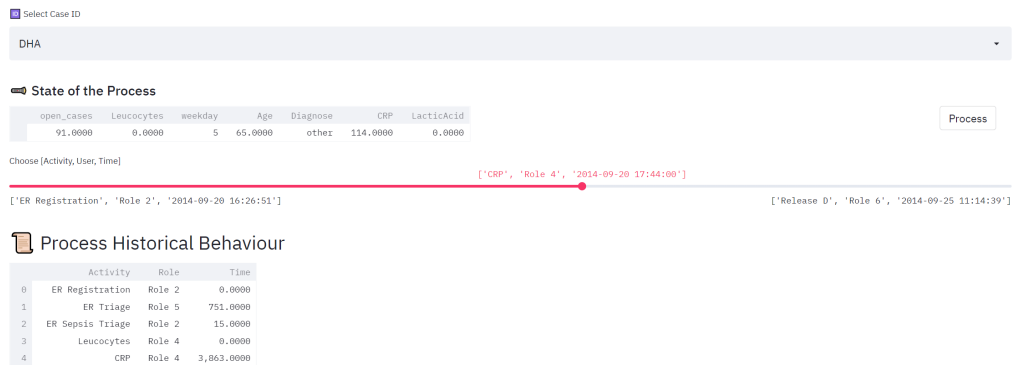 Select Case ID
DHA
State of the Process
open_cases Leucocytes weekday Age Diagnose CRP LacticAcid
91.0000 0.0000 5 65.0000 other 114.0000 0.0000
Process
Choose [Activity, User, Time]
['CRP', 'Role 4', '2014-09-20 17:44:00']
['ER Registration', 'Role 2', '2014-09-20 16:26:51'] ['Release D', 'Role 6', '2014-09-25 11:14:39']
Process Historical Behaviour
Activity Role Time
0 ER Registration Role 2 0.0000
1 ER Triage Role 5 751.0000
2 ER Sepsis Triage Role 2 15.0000
3 Leucocytes Role 4 0.0000
4 CRP Role 4 3,863.0000